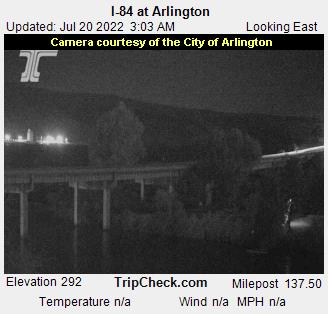 I-84 at Arlington
Updated: Jul 20 2022 3:03 AM Looking East
Camera courtesy of the City of Arlington
Elevation 292 TripCheck.com Milepost 137.50
Temperature n/a Wind n/a MPH n/a